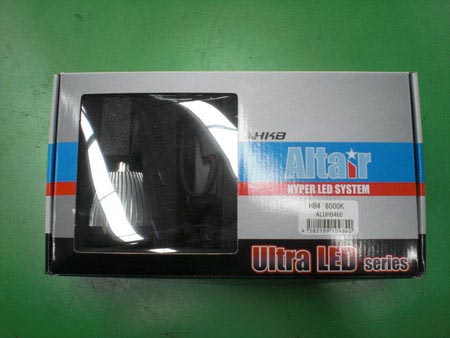 HKB
Altair
HYPER LED SYSTEM
HB4 6000K
ALUHB460
Ultra LED series